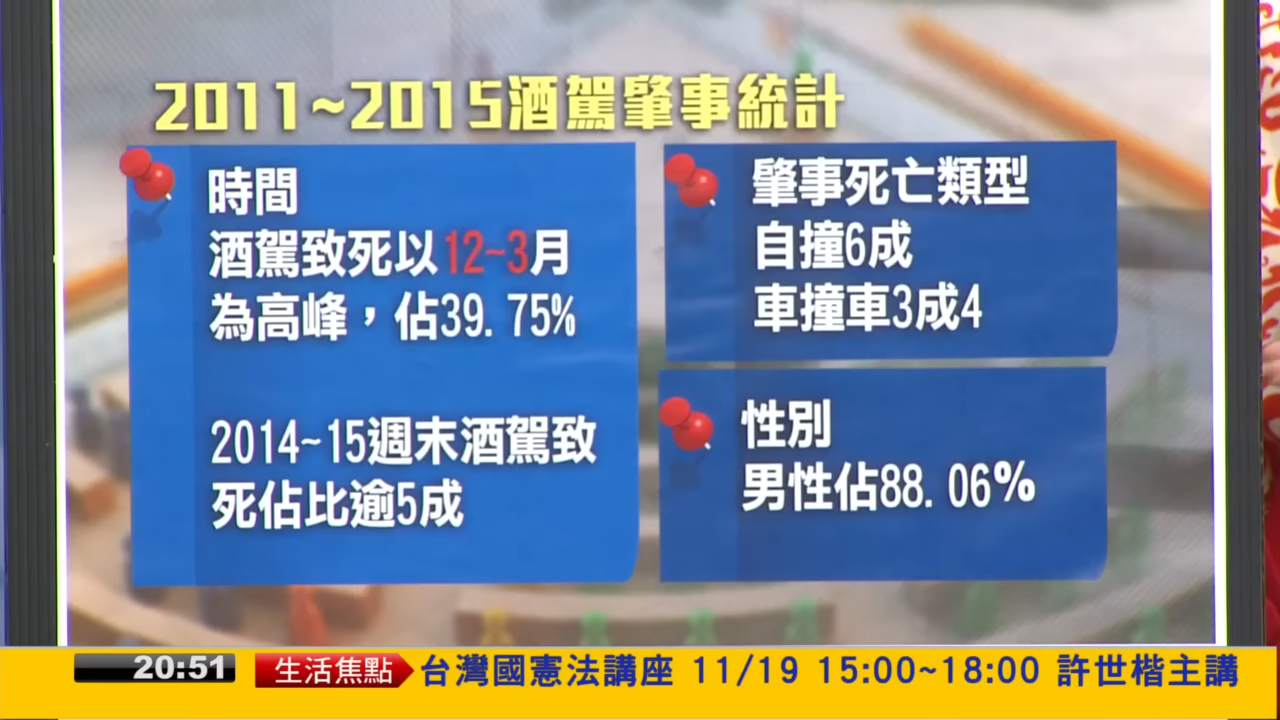 2011~2015酒駕肇事統計
時間
酒駕致死以12~3月
為高峰，佔39.75%
2014~15週末酒駕致
死佔比逾5成
肇事死亡類型
自撞6成
車撞車3成4
性別
男性佔88.06%
20:51
生活焦點
台灣國憲法講座 11/19 15:00~18:00 許世楷主講